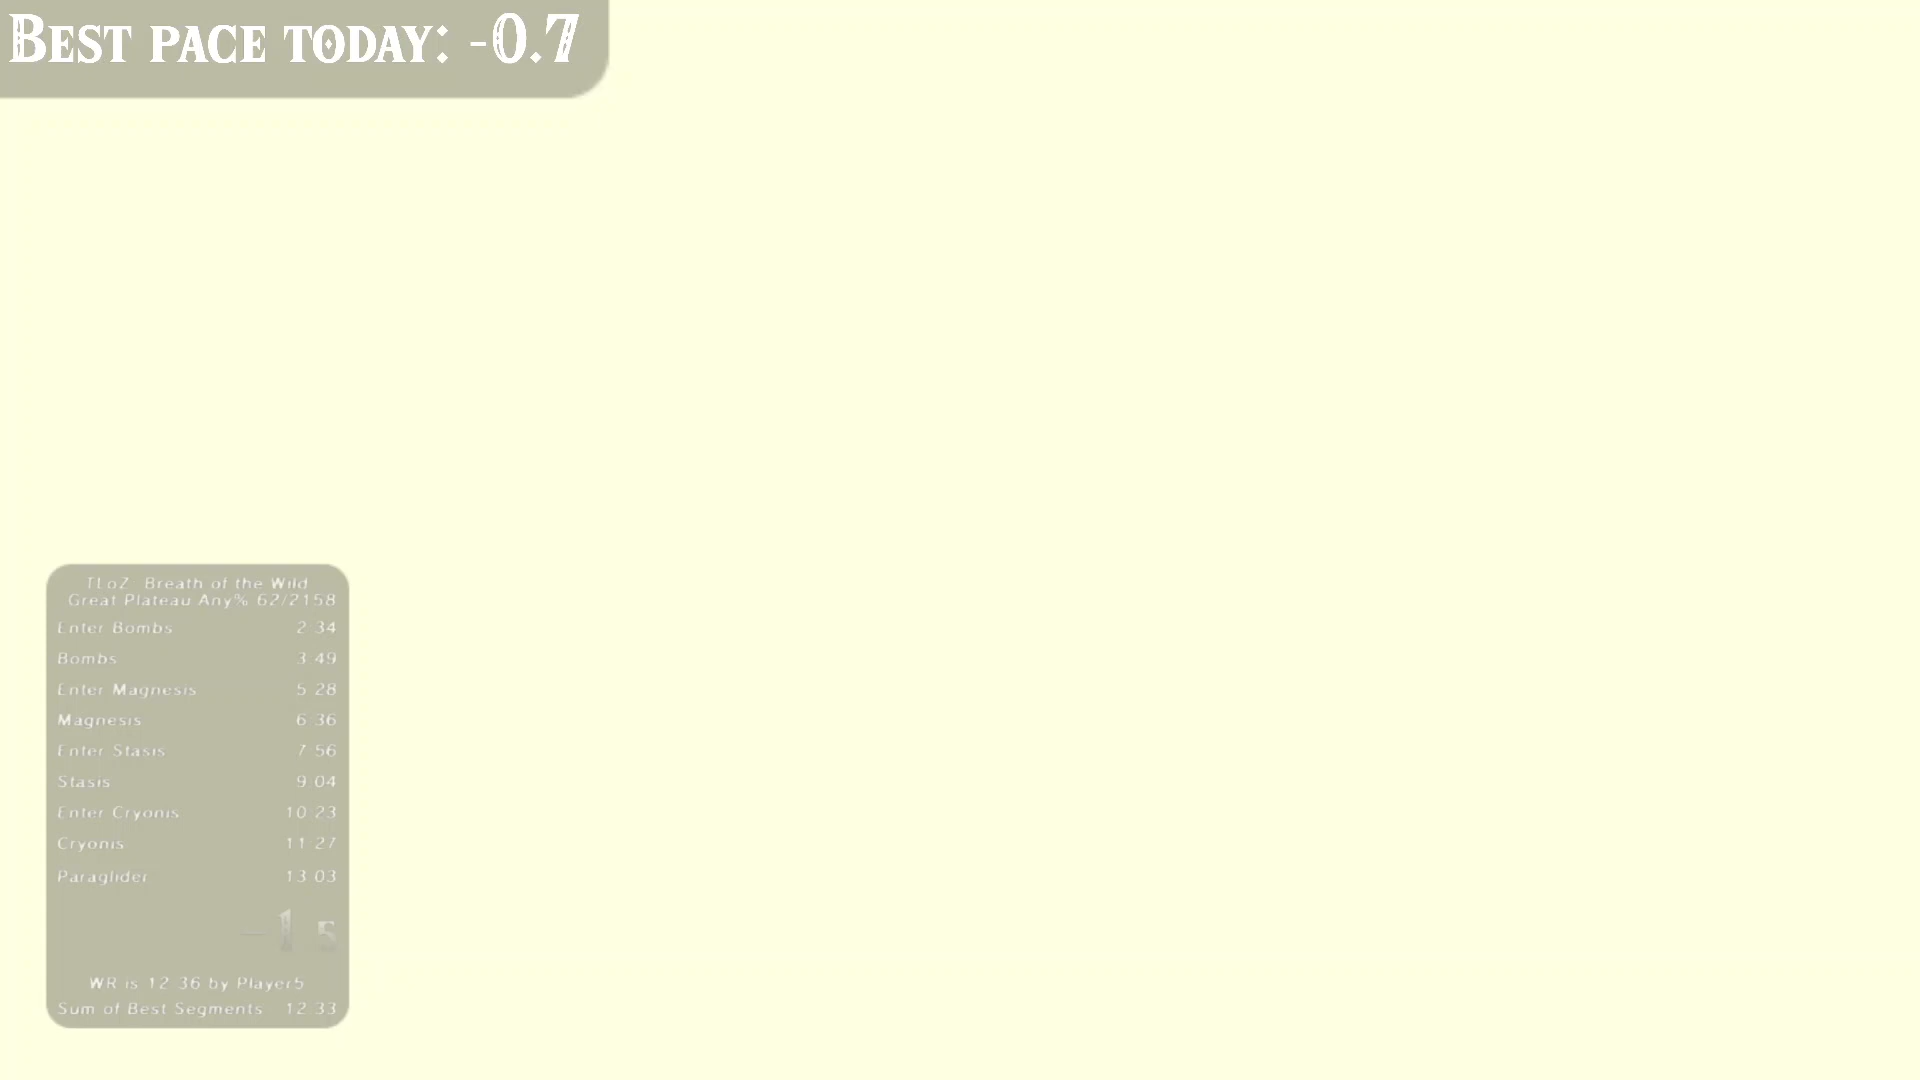 Best pace today: -0.7
TLoZ Breath of the Wild
Great Plateau Any% 62/2158
Enter Bombs 2:34
Bombs 3:49
Enter Magnesis 5:28
Magnesis 6:36
Enter Stasis 7:56
Stasis 9:04
Enter Cryonis 10:23
Cryonis 11:27
Paraglider 13:03
-1.5
WR is 12:36 by Player5
Sum of Best Segments 12:33